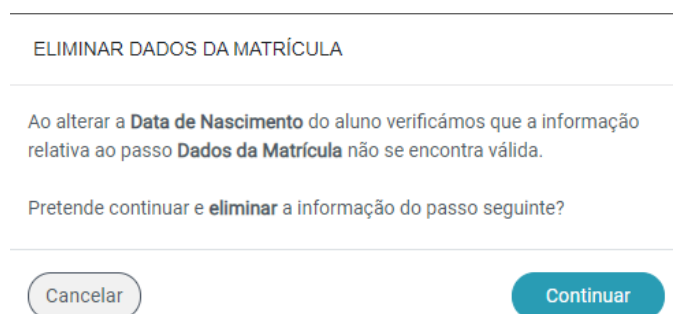 ELIMINAR DADOS DA MATRÍCULA
Ao alterar a Data de Nascimento do aluno verificámos que a informação
relativa ao passo Dados da Matrícula não se encontra válida.
Pretende continuar e eliminar a informação do passo seguinte?
Cancelar
Continuar